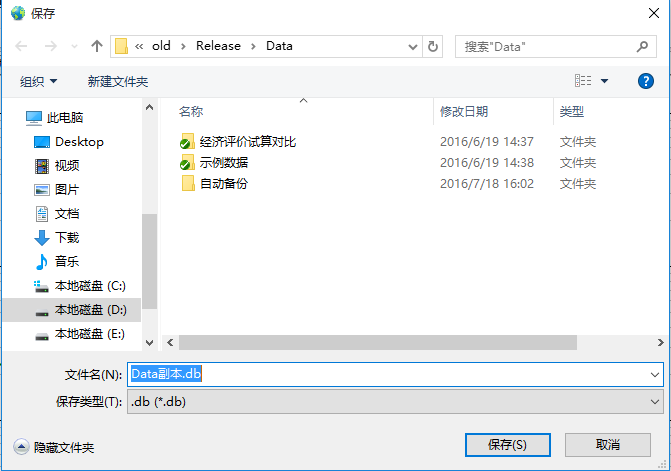 保存
« old › Release › Data
搜索"Data"
组织 新建文件夹
名称 修改日期 类型
此电脑
Desktop
视频
图片
文档
下载
音乐
本地磁盘 (C:)
本地磁盘 (D:)
本地磁盘 (E:)
经济评价试算对比 2016/6/19 14:37 文件夹
示例数据 2016/6/19 14:38 文件夹
自动备份 2016/7/18 16:02 文件夹
文件名(N): Data副本.db
保存类型(T): .db (*.db)
隐藏文件夹 保存(S) 取消